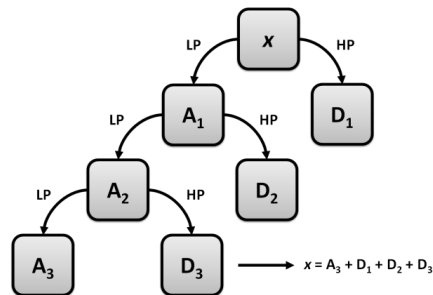 LP x HP
A₁ D₁
LP HP
A₂ D₂
LP HP
A₃ D₃ x = A₃ + D₁ + D₂ + D₃